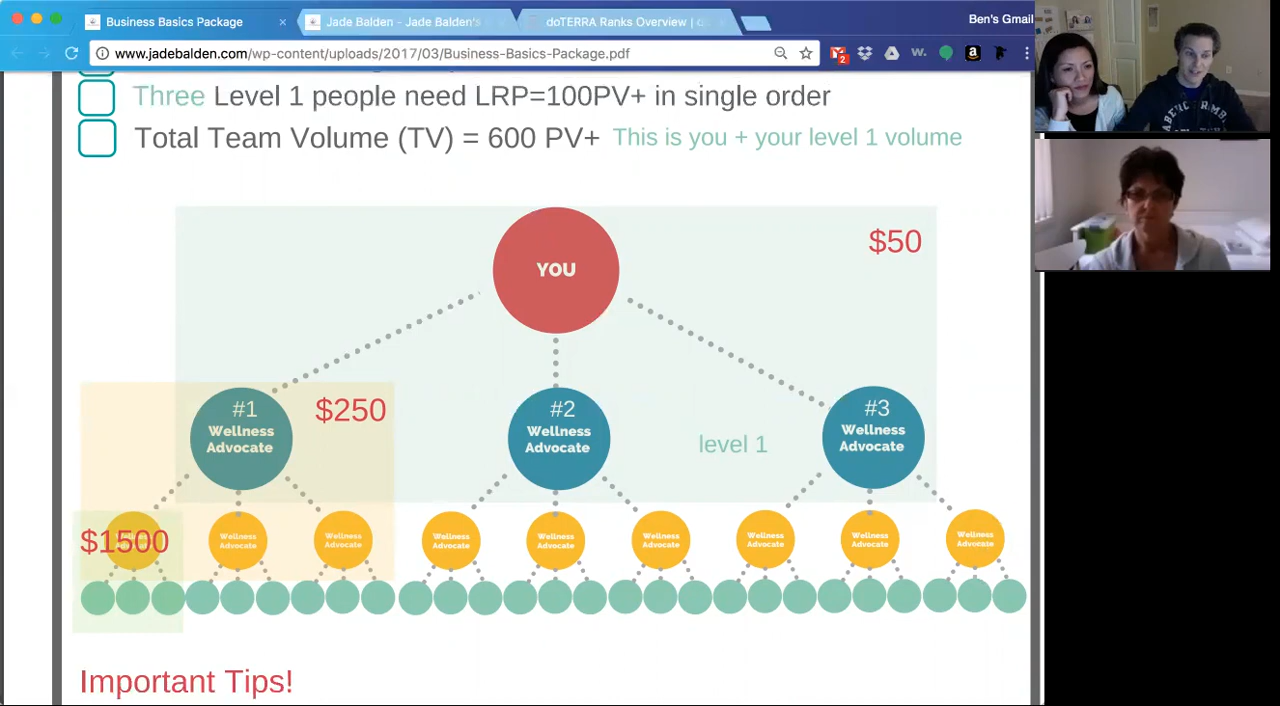 Business Basics Package
Jade Balden - Jade Balden's
doTERRA Ranks Overview |
Ben's Gmail
www.jadebalden.com/wp-content/uploads/2017/03/Business-Basics-Package.pdf
2
w.
Three Level 1 people need LRP=100PV+ in single order
Total Team Volume (TV) = 600 PV+ This is you + your level 1 volume
YOU
$50
#1
Wellness
Advocate
$250
#2
Wellness
Advocate
level 1
#3
Wellness
Advocate
$1500
Wellness
Advocate
Wellness
Advocate
Wellness
Advocate
Wellness
Advocate
Wellness
Advocate
Wellness
Advocate
Wellness
Advocate
Wellness
Advocate
Important Tips!